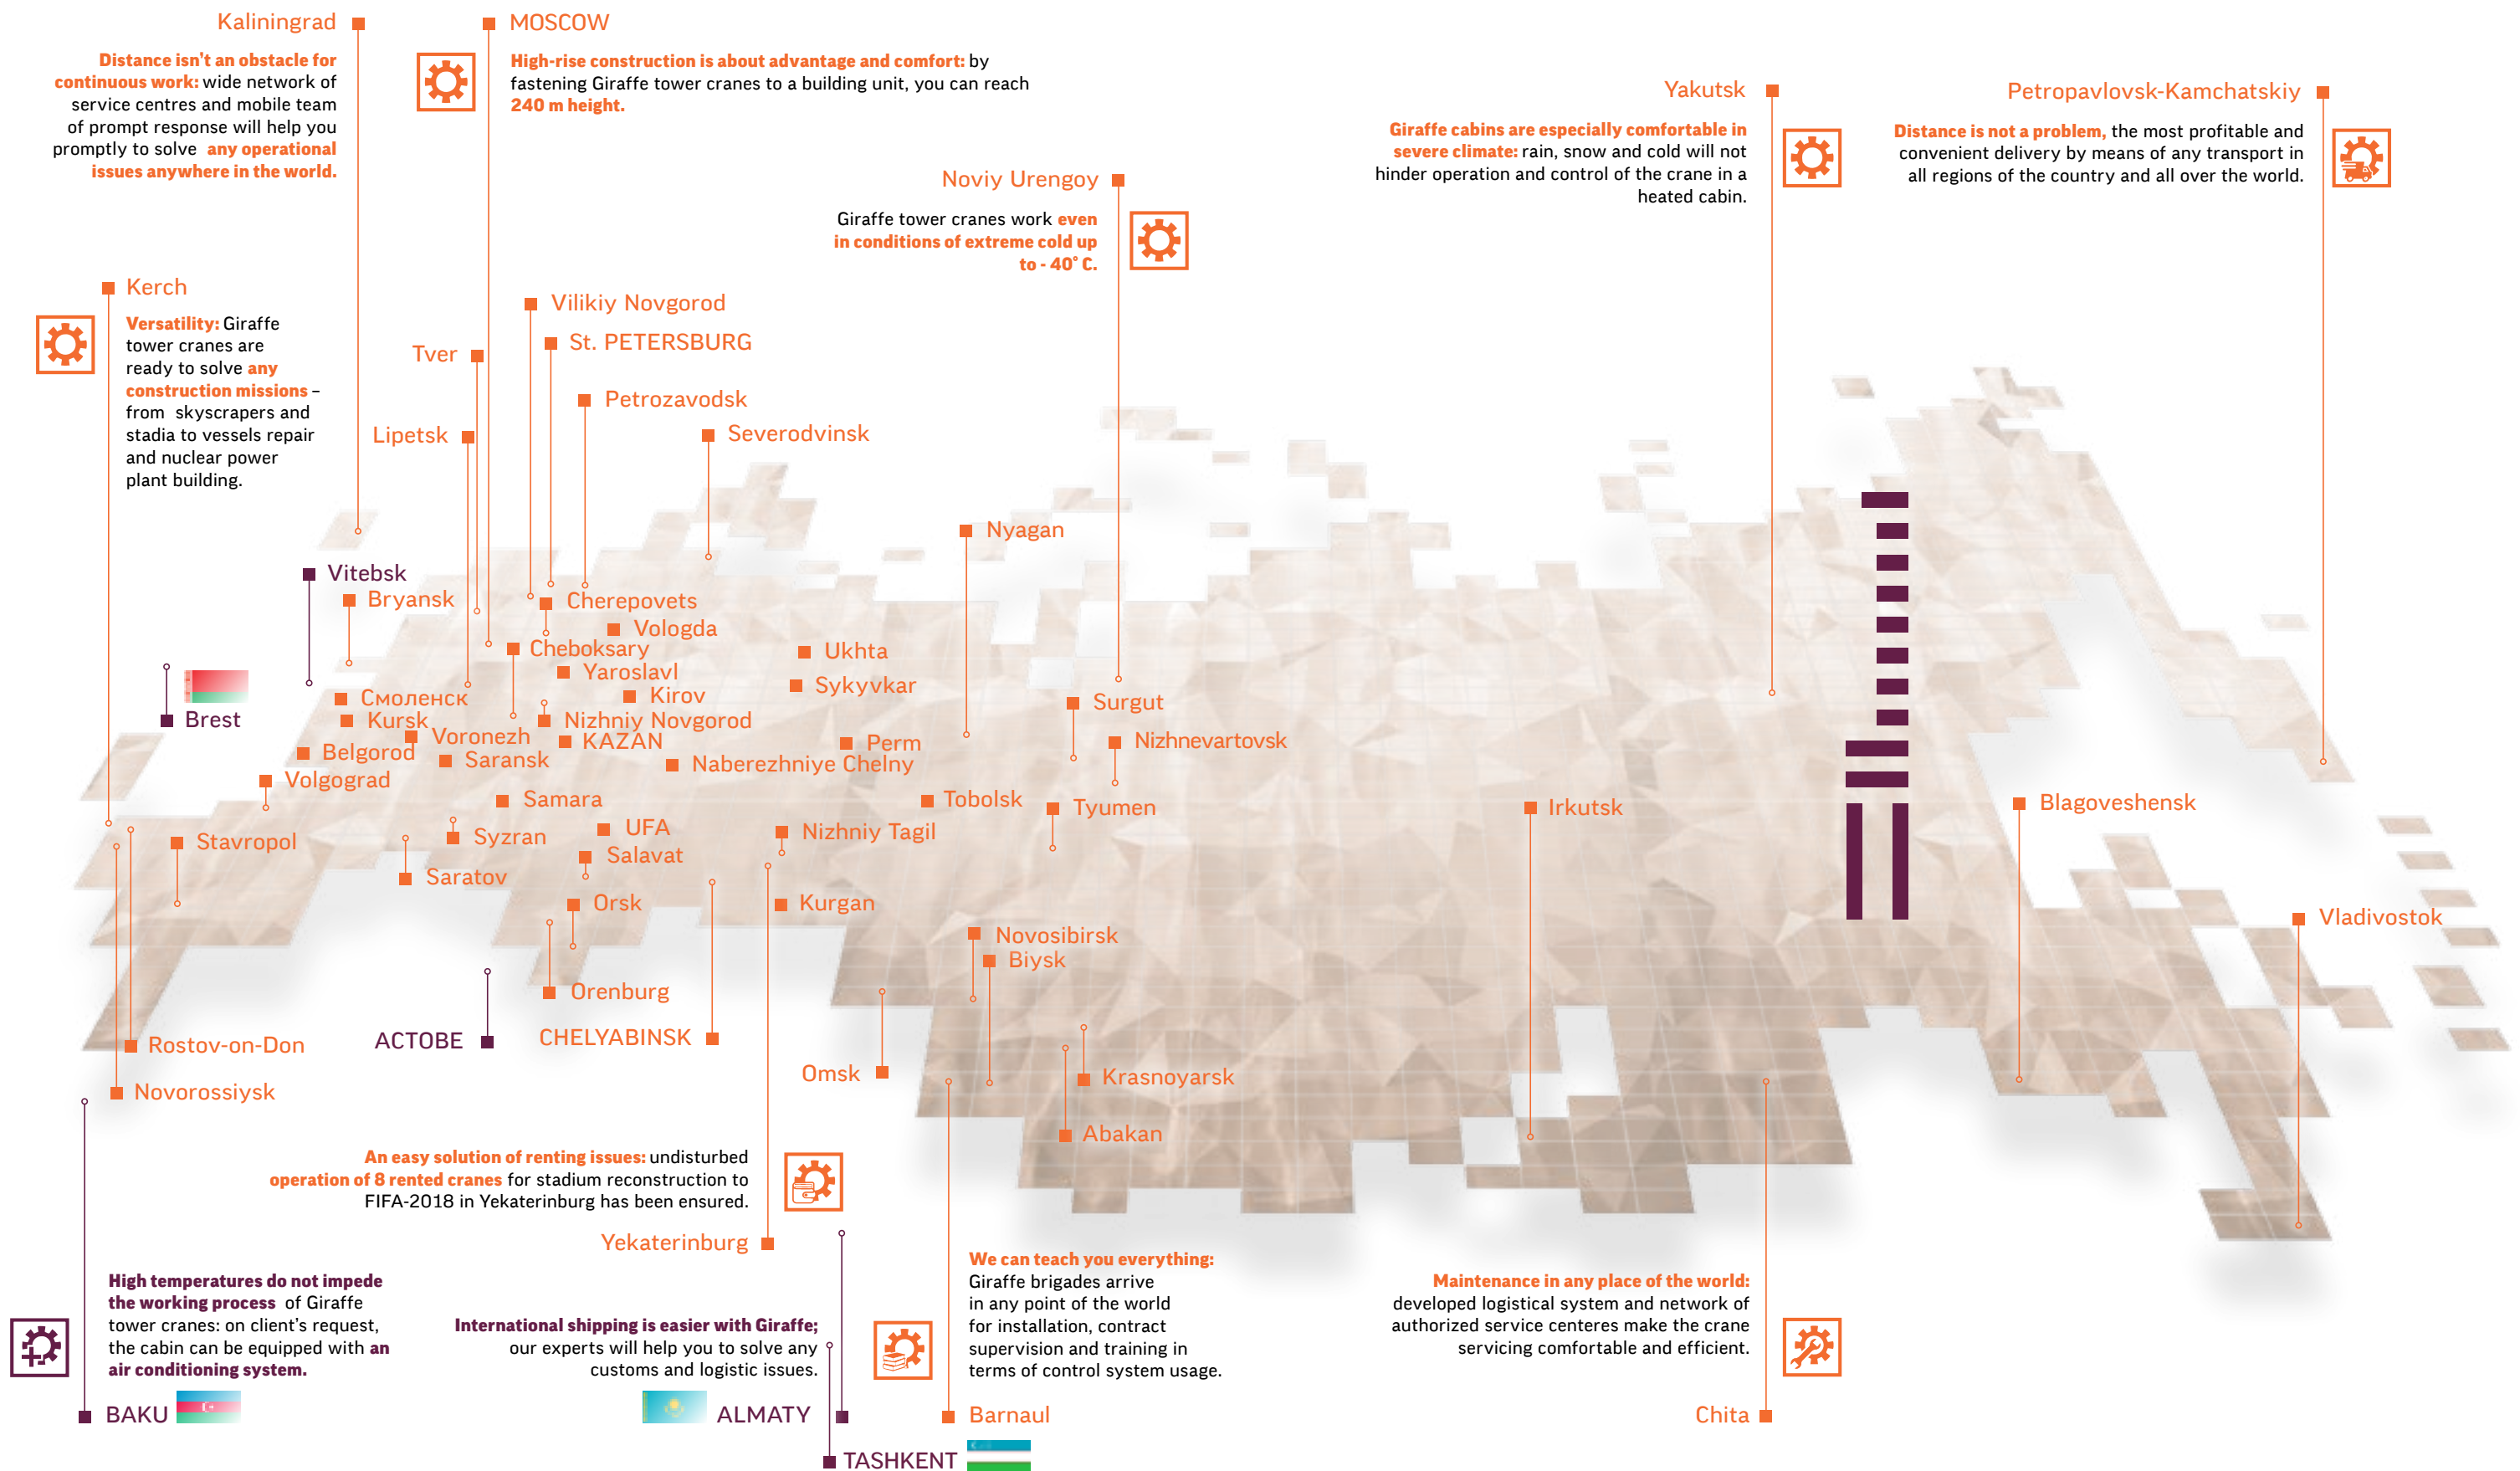 Kaliningrad
Distance isn't an obstacle for
continuous work: wide network of
service centres and mobile team
of prompt response will help you
promptly to solve any operational
issues anywhere in the world.
MOSCOW
High-rise construction is about advantage and comfort: by
fastening Giraffe tower cranes to a building unit, you can reach
240 m height.
Yakutsk
Giraffe cabins are especially comfortable in
severe climate: rain, snow and cold will not
hinder operation and control of the crane in a
heated cabin.
Petropavlovsk-Kamchatskiy
Distance is not a problem, the most profitable and
convenient delivery by means of any transport in
all regions of the country and all over the world.
Noviy Urengoy
Giraffe tower cranes work even
in conditions of extreme cold up
to - 40° C.
Kerch
Versatility: Giraffe
tower cranes are
ready to solve any
construction missions –
from skyscrapers and
stadia to vessels repair
and nuclear power
plant building.
Vilikiy Novgorod
St. PETERSBURG
Tver
Petrozavodsk
Lipetsk
Severodvinsk
Nyagan
Vitebsk
Bryansk
Cherepovets
Vologda
Cheboksary
Ukhta
Yaroslavl
Sykyvkar
Kirov
Смоленск
Surgut
Brest
Kursk
Nizhniy Novgorod
Voronezh
KAZAN
Perm
Nizhnevartovsk
Belgorod
Saransk
Naberezhniye Chelny
Volgograd
Samara
Tobolsk
Tyumen
Irkutsk
Blagoveshensk
Stavropol
Syzran
UFA
Nizhniy Tagil
Salavat
Saratov
Orsk
Kurgan
Vladivostok
Novosibirsk
Biysk
Orenburg
ACTOBE
CHELYABINSK
Rostov-on-Don
Omsk
Krasnoyarsk
Novorossiysk
Abakan
An easy solution of renting issues: undisturbed
operation of 8 rented cranes for stadium reconstruction to
FIFA-2018 in Yekaterinburg has been ensured.
Yekaterinburg
High temperatures do not impede
the working process of Giraffe
tower cranes: on client's request,
the cabin can be equipped with an
air conditioning system.
BAKU
International shipping is easier with Giraffe;
our experts will help you to solve any
customs and logistic issues.
ALMATY
TASHKENT
We can teach you everything:
Giraffe brigades arrive
in any point of the world
for installation, contract
supervision and training in
terms of control system usage.
Barnaul
Maintenance in any place of the world:
developed logistical system and network of
authorized service centeres make the crane
servicing comfortable and efficient.
Chita